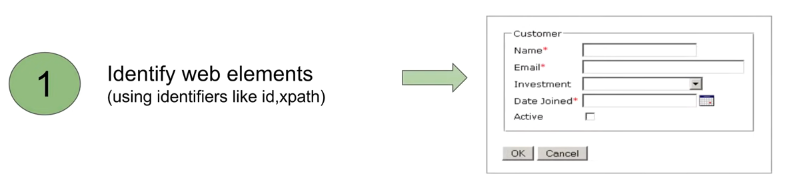 1
Identify web elements
(using identifiers like id,xpath)
Customer
Name*
Email*
Investment
Date Joined*
Active
OK Cancel